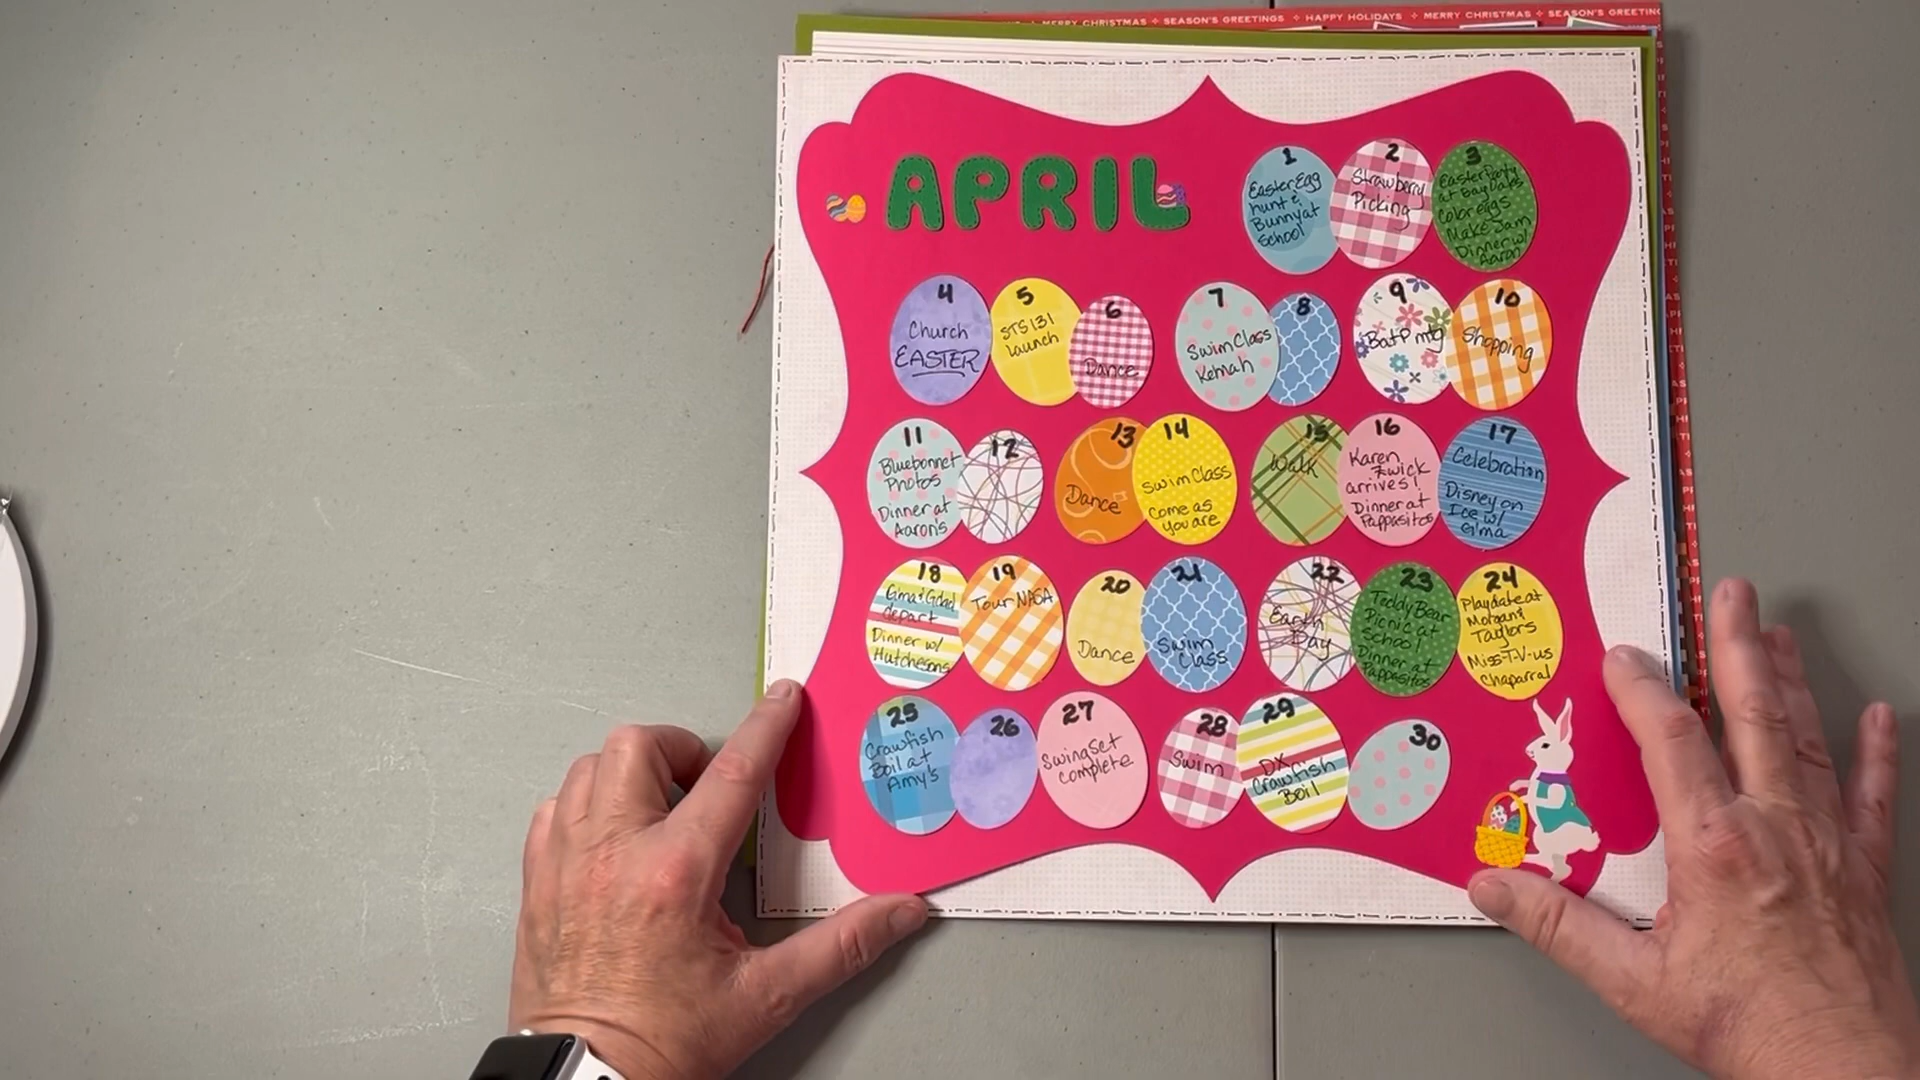 MERRY CHRISTMAS ÷ SEASON'S GREETINGS ÷ HAPPY HOLIDAYS ÷ MERRY CHRISTMAS ÷ SEASON'S GREETING
APRIL
1
Easter Egg
hunt &
Bunny at
School
2
Strawberry
Picking
3
Easter Party
at Bay Oaks
Color eggs
Make Jam
Dinner w/
Aaron
4
Church
EASTER
5
STS 131
launch
6
Dance
7
Swim Class
Kemah
8
9
BatP mtg
10
Shopping
11
Bluebonnet
Photos
Dinner at
Aaron's
12
13
Dance
14
Swim Class
Come as
you are
15
Walk
16
Karen
Zwick
arrives!
Dinner at
Pappasitos
17
Celebration
Disney on
Ice w/
G'ma
18
Gma & Gdad
depart
Dinner w/
Hutchesons
19
Tour NASA
20
Dance
21
Swim
Class
22
Earth
Day
23
Teddy Bear
Picnic at
School
Dinner at
Pappasitos
24
Playdate at
Morgan &
Taylors
Miss-T-V-us
Chaparral
25
Crawfish
Boil at
Amy's
26
27
Swing Set
complete
28
Swim
29
DX
Crawfish
Boil
30